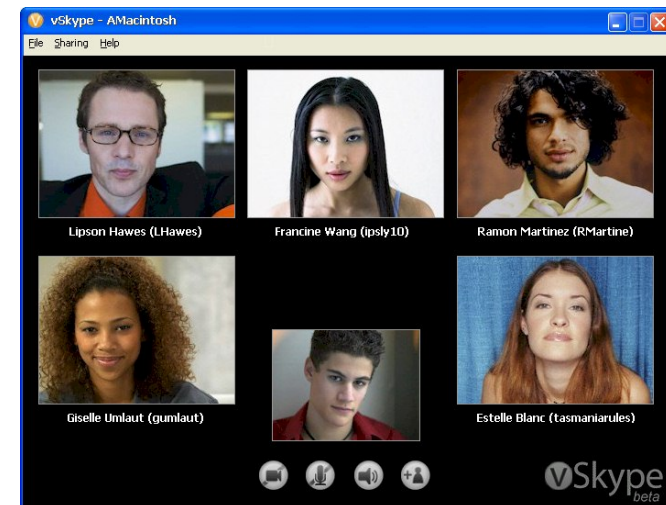 vSkype - AMacintosh
File Sharing Help
Lipson Hawes (LHawes)
Francine Wang (ipsly10)
Ramon Martinez (RMartine)
Giselle Umlaut (gumlaut)
Estelle Blanc (tasmaniarules)
vSkype
beta